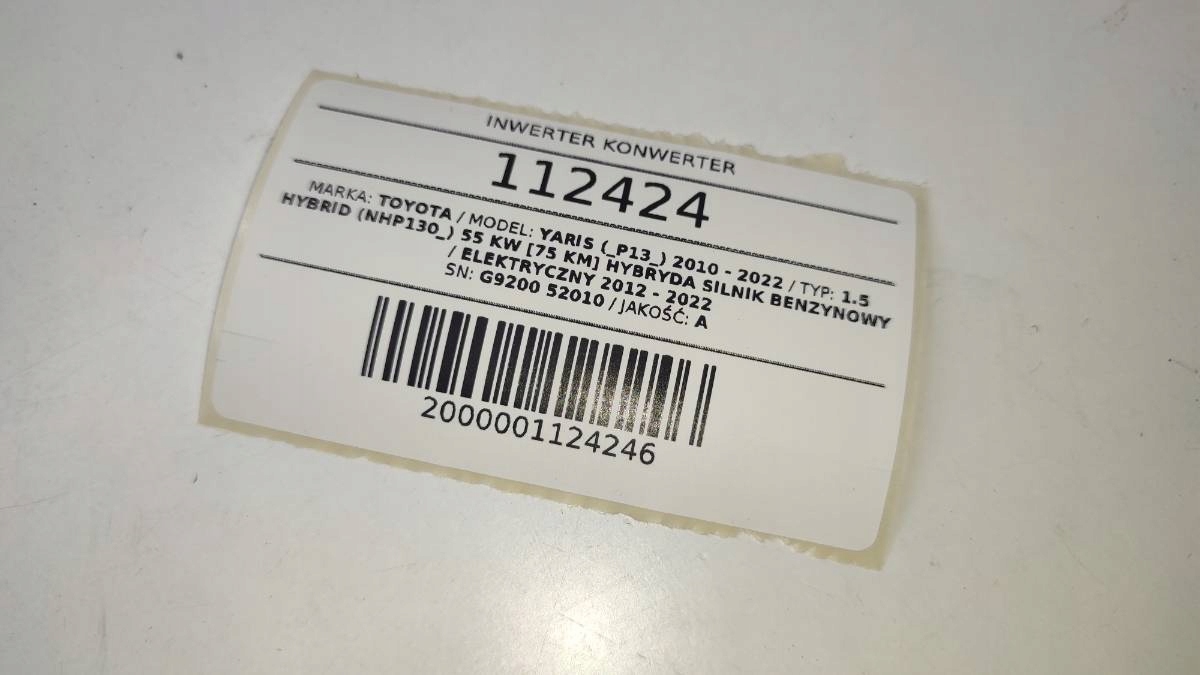 INWERTER KONWERTER
112424
MARKA: TOYOTA / MODEL: YARIS (_P13_) 2010 - 2022 / TYP: 1.5
HYBRID (NHP130_) 55 KW [75 KM] HYBRYDA SILNIK BENZYNOWY
/ ELEKTRYCZNY 2012 - 2022
SN: G9200 52010 / JAKOŚĆ: A
2000001124246